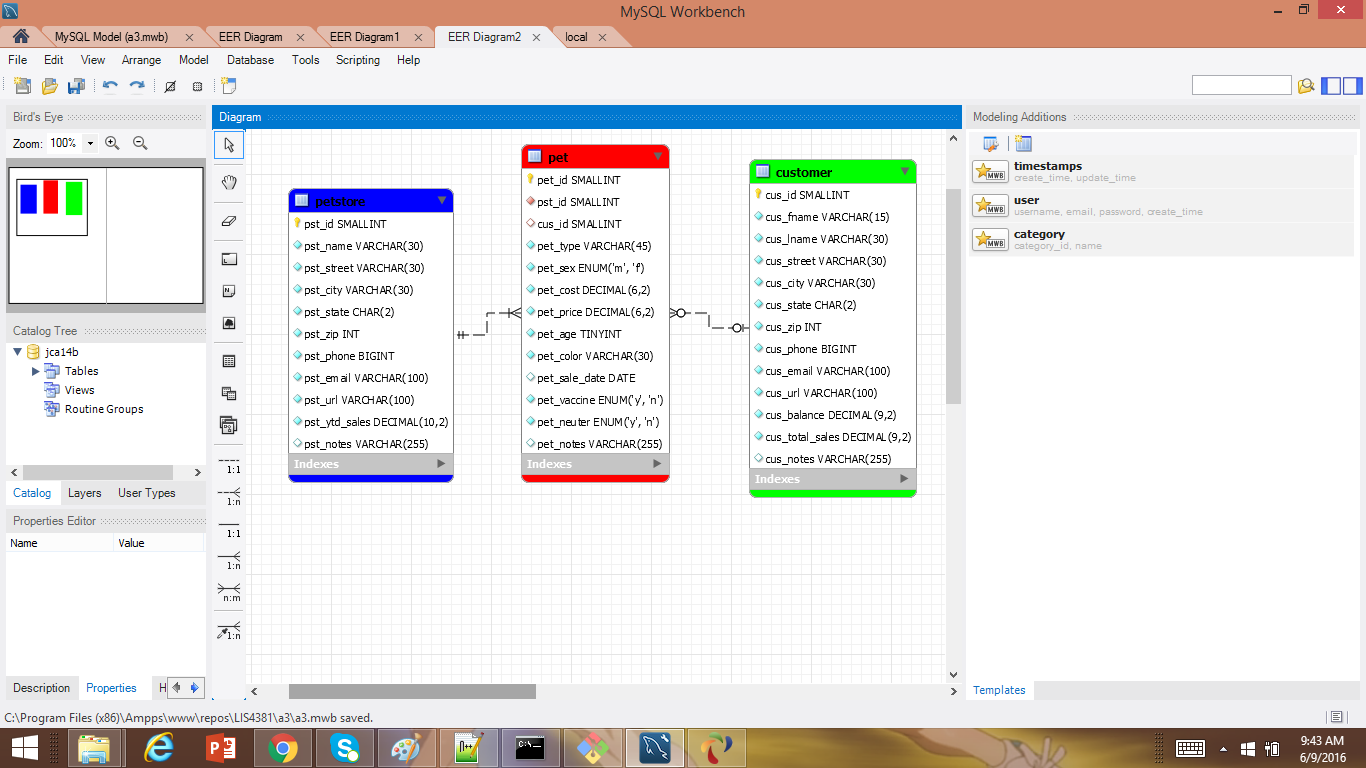 MySQL Workbench
MySQL Model (a3.mwb)
EER Diagram
EER Diagram1
EER Diagram2
local
File Edit View Arrange Model Database Tools Scripting Help
Bird's Eye
Zoom: 100%
Catalog Tree
jca14b
Tables
Views
Routine Groups
Catalog Layers User Types
Properties Editor
Name Value
Description Properties H
Diagram
1:1
1:n
1:1
1:n
n:m
1:n
petstore
pst_id SMALLINT
pst_name VARCHAR(30)
pst_street VARCHAR(30)
pst_city VARCHAR(30)
pst_state CHAR(2)
pst_zip INT
pst_phone BIGINT
pst_email VARCHAR(100)
pst_url VARCHAR(100)
pst_ytd_sales DECIMAL(10,2)
pst_notes VARCHAR(255)
Indexes
pet
pet_id SMALLINT
pst_id SMALLINT
cus_id SMALLINT
pet_type VARCHAR(45)
pet_sex ENUM('m', 'f')
pet_cost DECIMAL(6,2)
pet_price DECIMAL(6,2)
pet_age TINYINT
pet_color VARCHAR(30)
pet_sale_date DATE
pet_vaccine ENUM('y', 'n')
pet_neuter ENUM('y', 'n')
pet_notes VARCHAR(255)
Indexes
customer
cus_id SMALLINT
cus_fname VARCHAR(15)
cus_lname VARCHAR(30)
cus_street VARCHAR(30)
cus_city VARCHAR(30)
cus_state CHAR(2)
cus_zip INT
cus_phone BIGINT
cus_email VARCHAR(100)
cus_url VARCHAR(100)
cus_balance DECIMAL(9,2)
cus_total_sales DECIMAL(9,2)
cus_notes VARCHAR(255)
Indexes
Modeling Additions
MWB
timestamps
create_time, update_time
MWB
user
username, email, password, create_time
MWB
category
category_id, name
Templates
C:\Program Files (x86)\Ampps\www\repos\LIS4381\a3\a3.mwb saved.
9:43 AM
6/9/2016